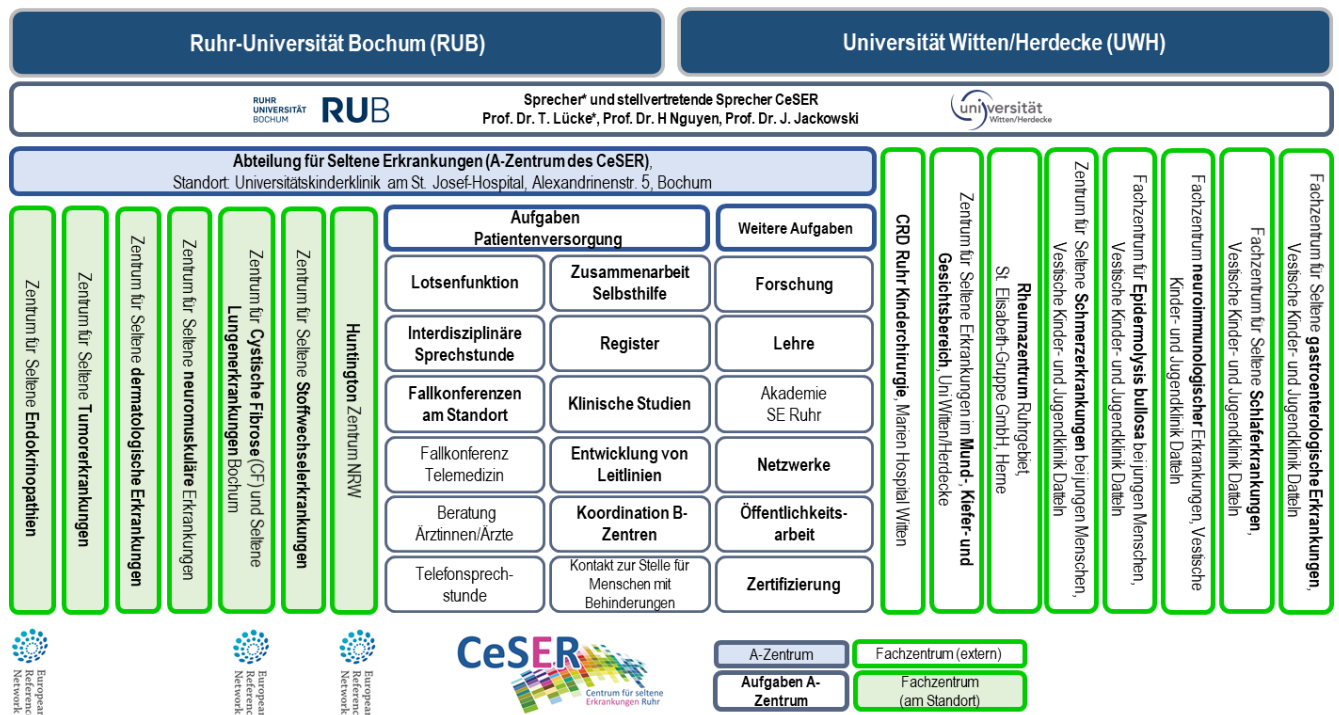 Ruhr-Universität Bochum (RUB)
Universität Witten/Herdecke (UWH)
RUHR
UNIVERSITÄT
BOCHUM
RUB
Sprecher* und stellvertretende Sprecher CeSER
Prof. Dr. T. Lücke*, Prof. Dr. H Nguyen, Prof. Dr. J. Jackowski
universität
Witten/Herdecke
Abteilung für Seltene Erkrankungen (A-Zentrum des CeSER),
Standort: Universitätskinderklinik am St. Josef-Hospital, Alexandrinenstr. 5, Bochum
Zentrum für Seltene Endokrinopathien
Zentrum für Seltene Tumorerkrankungen
Zentrum für Seltene dermatologische Erkrankungen
Zentrum für Seltene neuromuskuläre Erkrankungen
Zentrum für Cystische Fibrose (CF) und Seltene
Lungenerkrankungen Bochum
Zentrum für Seltene Stoffwechselerkrankungen
Huntington Zentrum NRW
Aufgaben
Patientenversorgung
Weitere Aufgaben
Lotsenfunktion
Zusammenarbeit
Selbsthilfe
Forschung
Interdisziplinäre
Sprechstunde
Register
Lehre
Fallkonferenzen
am Standort
Klinische Studien
Akademie
SE Ruhr
Fallkonferenz
Telemedizin
Entwicklung von
Leitlinien
Netzwerke
Beratung
Ärztinnen/Ärzte
Koordination B-
Zentren
Öffentlichkeits-
arbeit
Telefonsprech-
stunde
Kontakt zur Stelle für
Menschen mit
Behinderungen
Zertifizierung
CRD Ruhr Kinderchirurgie, Marien Hospital Witten
Zentrum für Seltene Erkrankungen im Mund-, Kiefer- und
Gesichtsbereich, Uni Witten/Herdecke
Rheumazentrum Ruhrgebiet,
St. Elisabeth-Gruppe GmbH, Herne
Zentrum für Seltene Schmerzerkrankungen bei jungen Menschen,
Vestische Kinder- und Jugendklinik Datteln
Fachzentrum für Epidermolysis bullosa bei jungen Menschen,
Vestische Kinder- und Jugendklinik Datteln
Fachzentrum neuroimmunologischer Erkrankungen, Vestische
Kinder- und Jugendklinik Datteln
Fachzentrum für Seltene Schlaferkrankungen,
Vestische Kinder- und Jugendklinik Datteln
Fachzentrum für Seltene gastroenterologische Erkrankungen,
Vestische Kinder- und Jugendklinik Datteln
European
Reference
Network
European
Reference
Network
European
Reference
Network
CeSER
Centrum für seltene
Erkrankungen Ruhr
A-Zentrum
Fachzentrum (extern)
Aufgaben A-
Zentrum
Fachzentrum
(am Standort)